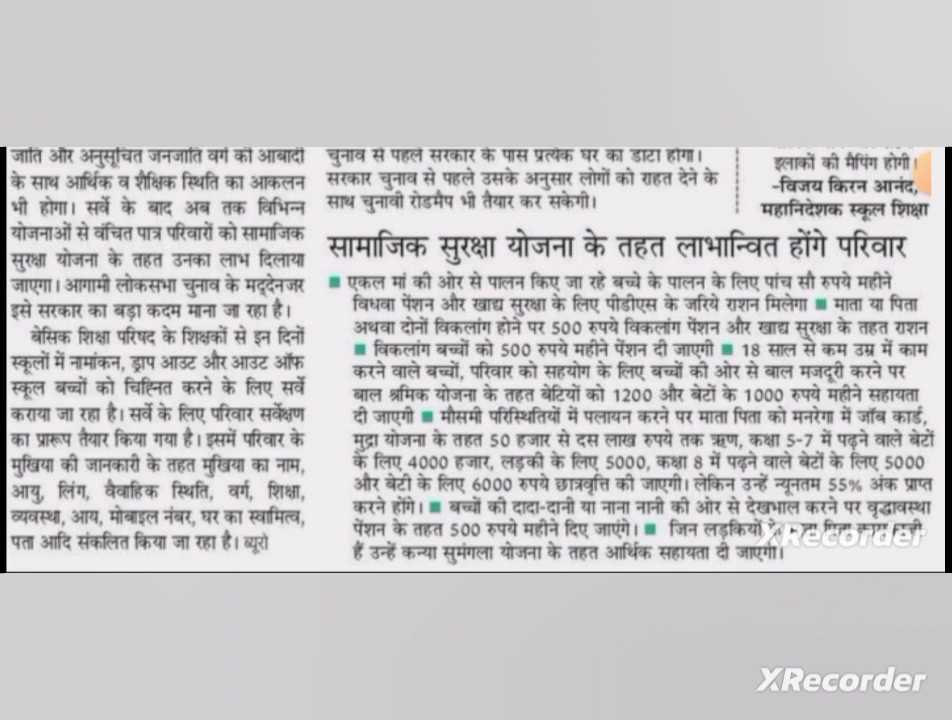 जाति और अनुसूचित जनजाति वर्ग की आबादी
के साथ आर्थिक व शैक्षिक स्थिति का आकलन
भी होगा। सर्वे के बाद अब तक विभिन्न
योजनाओं से वंचित पात्र परिवारों को सामाजिक
सुरक्षा योजना के तहत उनका लाभ दिलाया
जाएगा। आगामी लोकसभा चुनाव के मद्देनजर
इसे सरकार का बड़ा कदम माना जा रहा है।
बेसिक शिक्षा परिषद के शिक्षकों से इन दिनों
स्कूलों में नामांकन, ड्राप आउट और आउट ऑफ
स्कूल बच्चों को चिह्नित करने के लिए सर्वे
कराया जा रहा है। सर्वे के लिए परिवार सर्वेक्षण
का प्रारूप तैयार किया गया है। इसमें परिवार के
मुखिया की जानकारी के तहत मुखिया का नाम,
आयु, लिंग, वैवाहिक स्थिति, वर्ग, शिक्षा,
व्यवस्था, आय, मोबाइल नंबर, घर का स्वामित्व,
पता आदि संकलित किया जा रहा है। ब्यूरो
चुनाव से पहले सरकार के पास प्रत्येक घर का डाटा होगा।
सरकार चुनाव से पहले उसके अनुसार लोगों को राहत देने के
साथ चुनावी रोडमैप भी तैयार कर सकेगी।
इलाकों की मैपिंग होगी।
-विजय किरन आनंद,
महानिदेशक स्कूल शिक्षा
सामाजिक सुरक्षा योजना के तहत लाभान्वित होंगे परिवार
■ एकल मां की ओर से पालन किए जा रहे बच्चे के पालन के लिए पांच सौ रुपये महीने
विधवा पेंशन और खाद्य सुरक्षा के लिए पीडीएस के जरिये राशन मिलेगा ■ माता या पिता
अथवा दोनों विकलांग होने पर 500 रुपये विकलांग पेंशन और खाद्य सुरक्षा के तहत राशन
■ विकलांग बच्चों को 500 रुपये महीने पेंशन दी जाएगी ■ 18 साल से कम उम्र में काम
करने वाले बच्चों, परिवार को सहयोग के लिए बच्चों की ओर से बाल मजदूरी करने पर
बाल श्रमिक योजना के तहत बेटियों को 1200 और बेटों के 1000 रुपये महीने सहायता
दी जाएगी ■ मौसमी परिस्थितियों में पलायन करने पर माता पिता को मनरेगा में जॉब कार्ड,
मुद्रा योजना के तहत 50 हजार से दस लाख रुपये तक ऋण, कक्षा 5-7 में पढ़ने वाले बेटों
के लिए 4000 हजार, लड़की के लिए 5000, कक्षा 8 में पढ़ने वाले बेटों के लिए 5000
और बेटी के लिए 6000 रुपये छात्रवृत्ति की जाएगी। लेकिन उन्हें न्यूनतम 55% अंक प्राप्त
करने होंगे। ■ बच्चों की दादा-दानी या नाना नानी की ओर से देखभाल करने पर वृद्धावस्था
पेंशन के तहत 500 रुपये महीने दिए जाएंगे। ■ जिन लड़कियों
हैं उन्हें कन्या सुमंगला योजना के तहत आर्थिक सहायता दी जाएगी।
XRecorder
XRecorder